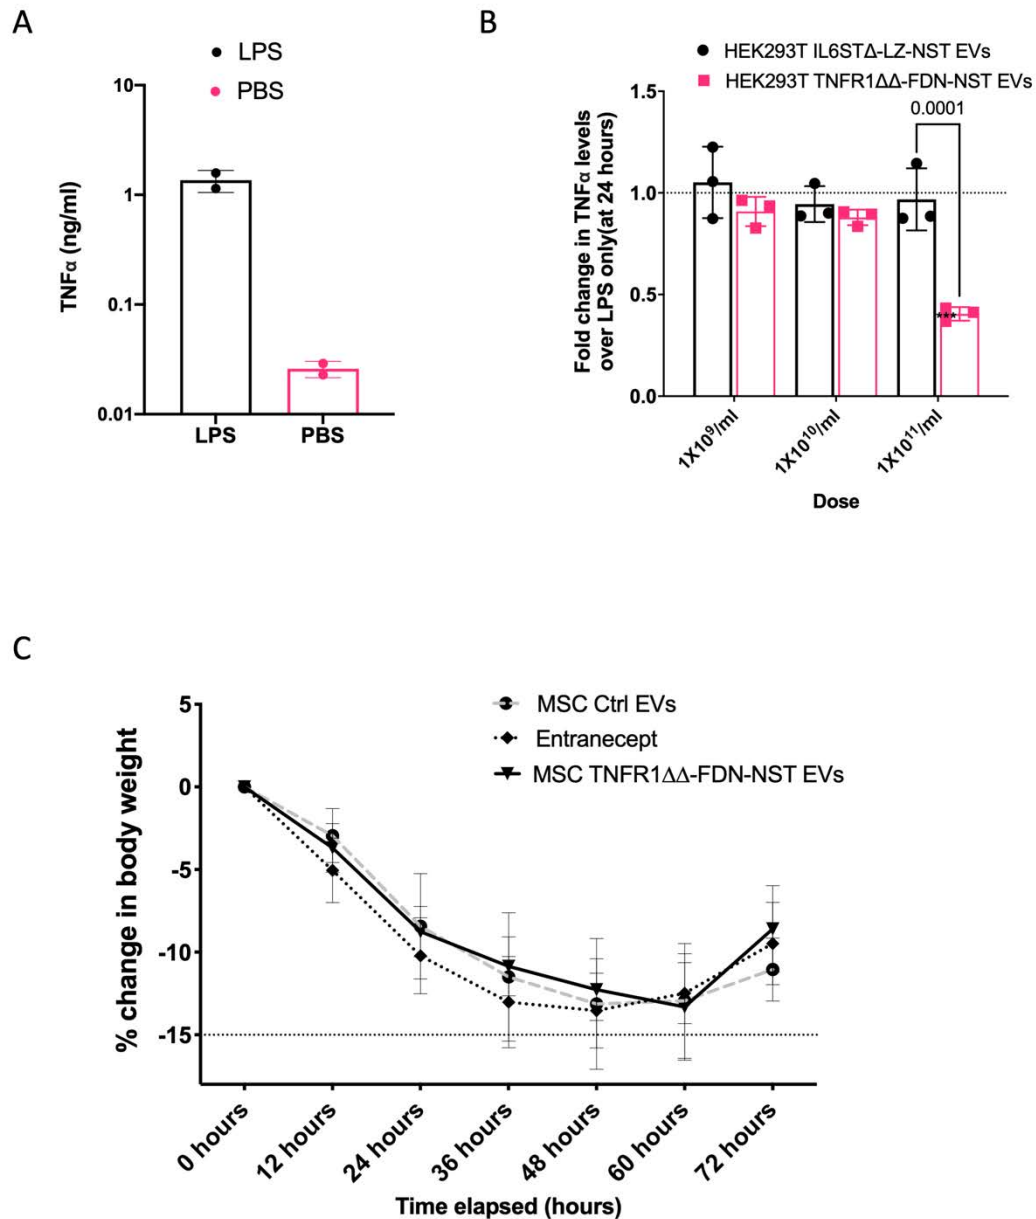 A
LPS
PBS
TNFα (ng/ml)
10
1
0.1
0.01
LPS PBS
B
HEK293T IL6STΔ-LZ-NST EVs
HEK293T TNFR1ΔΔ-FDN-NST EVs
Fold change in TNFα levels
over LPS only(at 24 hours)
1.5
1.0
0.5
0.0
0.0001
***
1X10⁹/ml 1X10¹⁰/ml 1X10¹¹/ml
Dose
C
MSC Ctrl EVs
Entranecept
MSC TNFR1ΔΔ-FDN-NST EVs
% change in body weight
5
0
-5
-10
-15
0 hours 12 hours 24 hours 36 hours 48 hours 60 hours 72 hours
Time elapsed (hours)